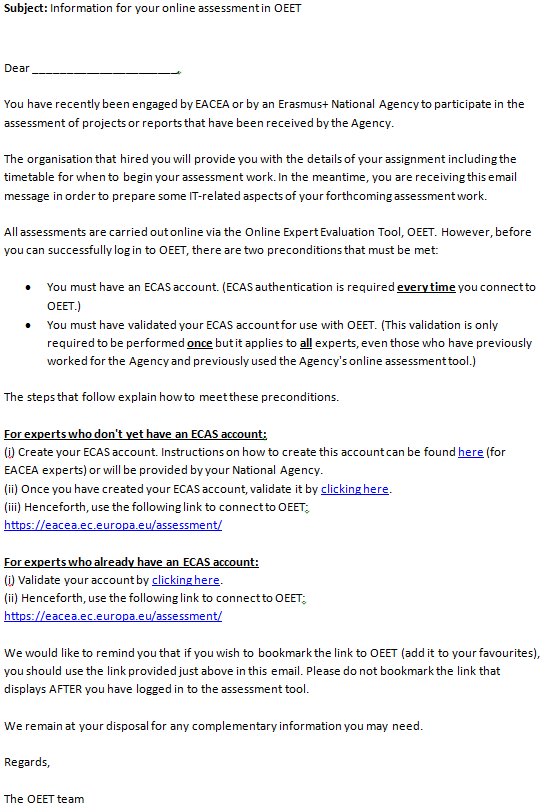 Subject: Information for your online assessment in OEET
Dear ________________________,
You have recently been engaged by EACEA or by an Erasmus+ National Agency to participate in the
assessment of projects or reports that have been received by the Agency.
The organisation that hired you will provide you with the details of your assignment including the
timetable for when to begin your assessment work. In the meantime, you are receiving this email
message in order to prepare some IT-related aspects of your forthcoming assessment work.
All assessments are carried out online via the Online Expert Evaluation Tool, OEET. However, before
you can successfully log in to OEET, there are two preconditions that must be met:
• You must have an ECAS account. (ECAS authentication is required every time you connect to
OEET.)
• You must have validated your ECAS account for use with OEET. (This validation is only
required to be performed once but it applies to all experts, even those who have previously
worked for the Agency and previously used the Agency's online assessment tool.)
The steps that follow explain how to meet these preconditions.
For experts who don't yet have an ECAS account:
(i) Create your ECAS account. Instructions on how to create this account can be found here (for
EACEA experts) or will be provided by your National Agency.
(ii) Once you have created your ECAS account, validate it by clicking here.
(iii) Henceforth, use the following link to connect to OEET:
https://eacea.ec.europa.eu/assessment/
For experts who already have an ECAS account:
(i) Validate your account by clicking here.
(ii) Henceforth, use the following link to connect to OEET:
https://eacea.ec.europa.eu/assessment/
We would like to remind you that if you wish to bookmark the link to OEET (add it to your favourites),
you should use the link provided just above in this email. Please do not bookmark the link that
displays AFTER you have logged in to the assessment tool.
We remain at your disposal for any complementary information you may need.
Regards,
The OEET team